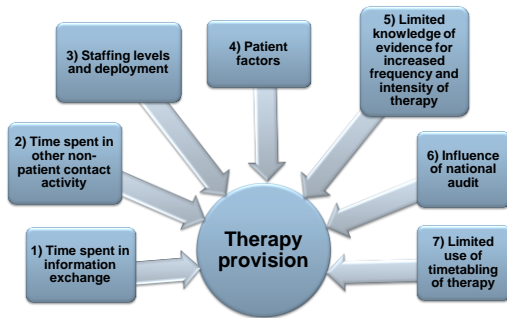 1) Time spent in
information
exchange
2) Time spent in
other non-
patient contact
activity
3) Staffing levels
and deployment
4) Patient
factors
5) Limited
knowledge of
evidence for
increased
frequency and
intensity of
therapy
6) Influence
of national
audit
7) Limited
use of
timetabling
of therapy
Therapy
provision